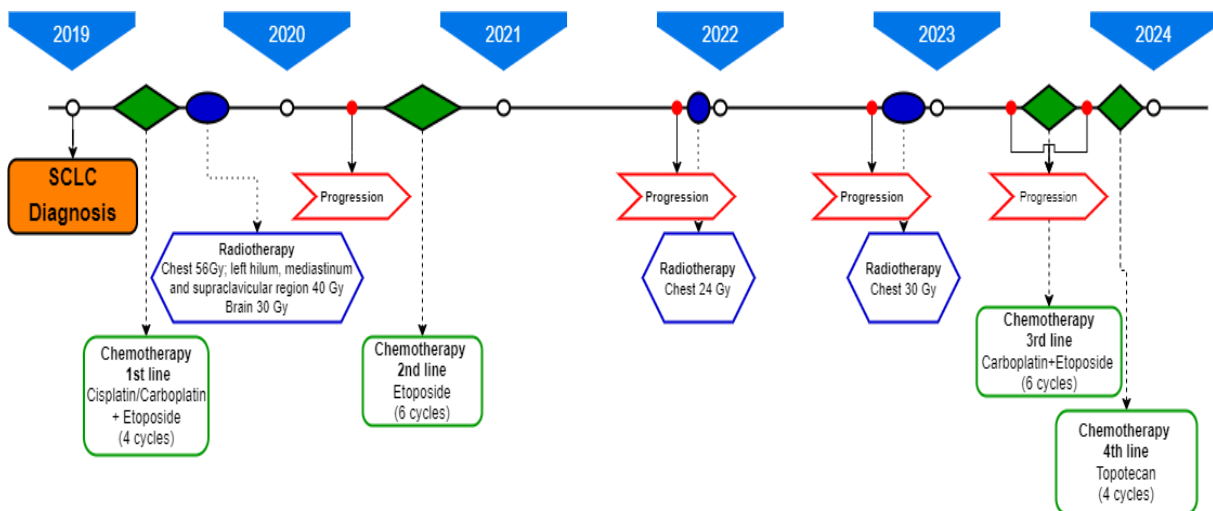 2019
2020
2021
2022
2023
2024
SCLC
Diagnosis
Progression
Progression
Progression
Progression
Radiotherapy
Chest 56Gy; left hilum, mediastinum
and supraclavicular region 40 Gy
Brain 30 Gy
Radiotherapy
Chest 24 Gy
Radiotherapy
Chest 30 Gy
Chemotherapy
1st line
Cisplatin/Carboplatin
+ Etoposide
(4 cycles)
Chemotherapy
2nd line
Etoposide
(6 cycles)
Chemotherapy
3rd line
Carboplatin+Etoposide
(6 cycles)
Chemotherapy
4th line
Topotecan
(4 cycles)